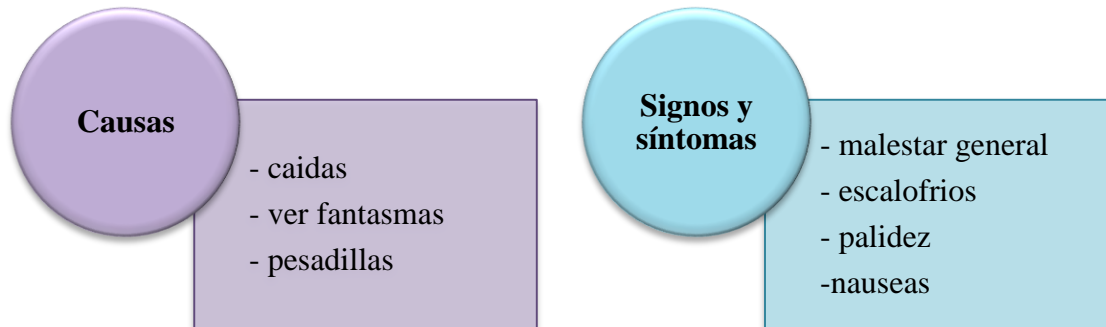 Causas
- caidas
- ver fantasmas
- pesadillas
Signos y
síntomas
- malestar general
- escalofrios
- palidez
-nauseas